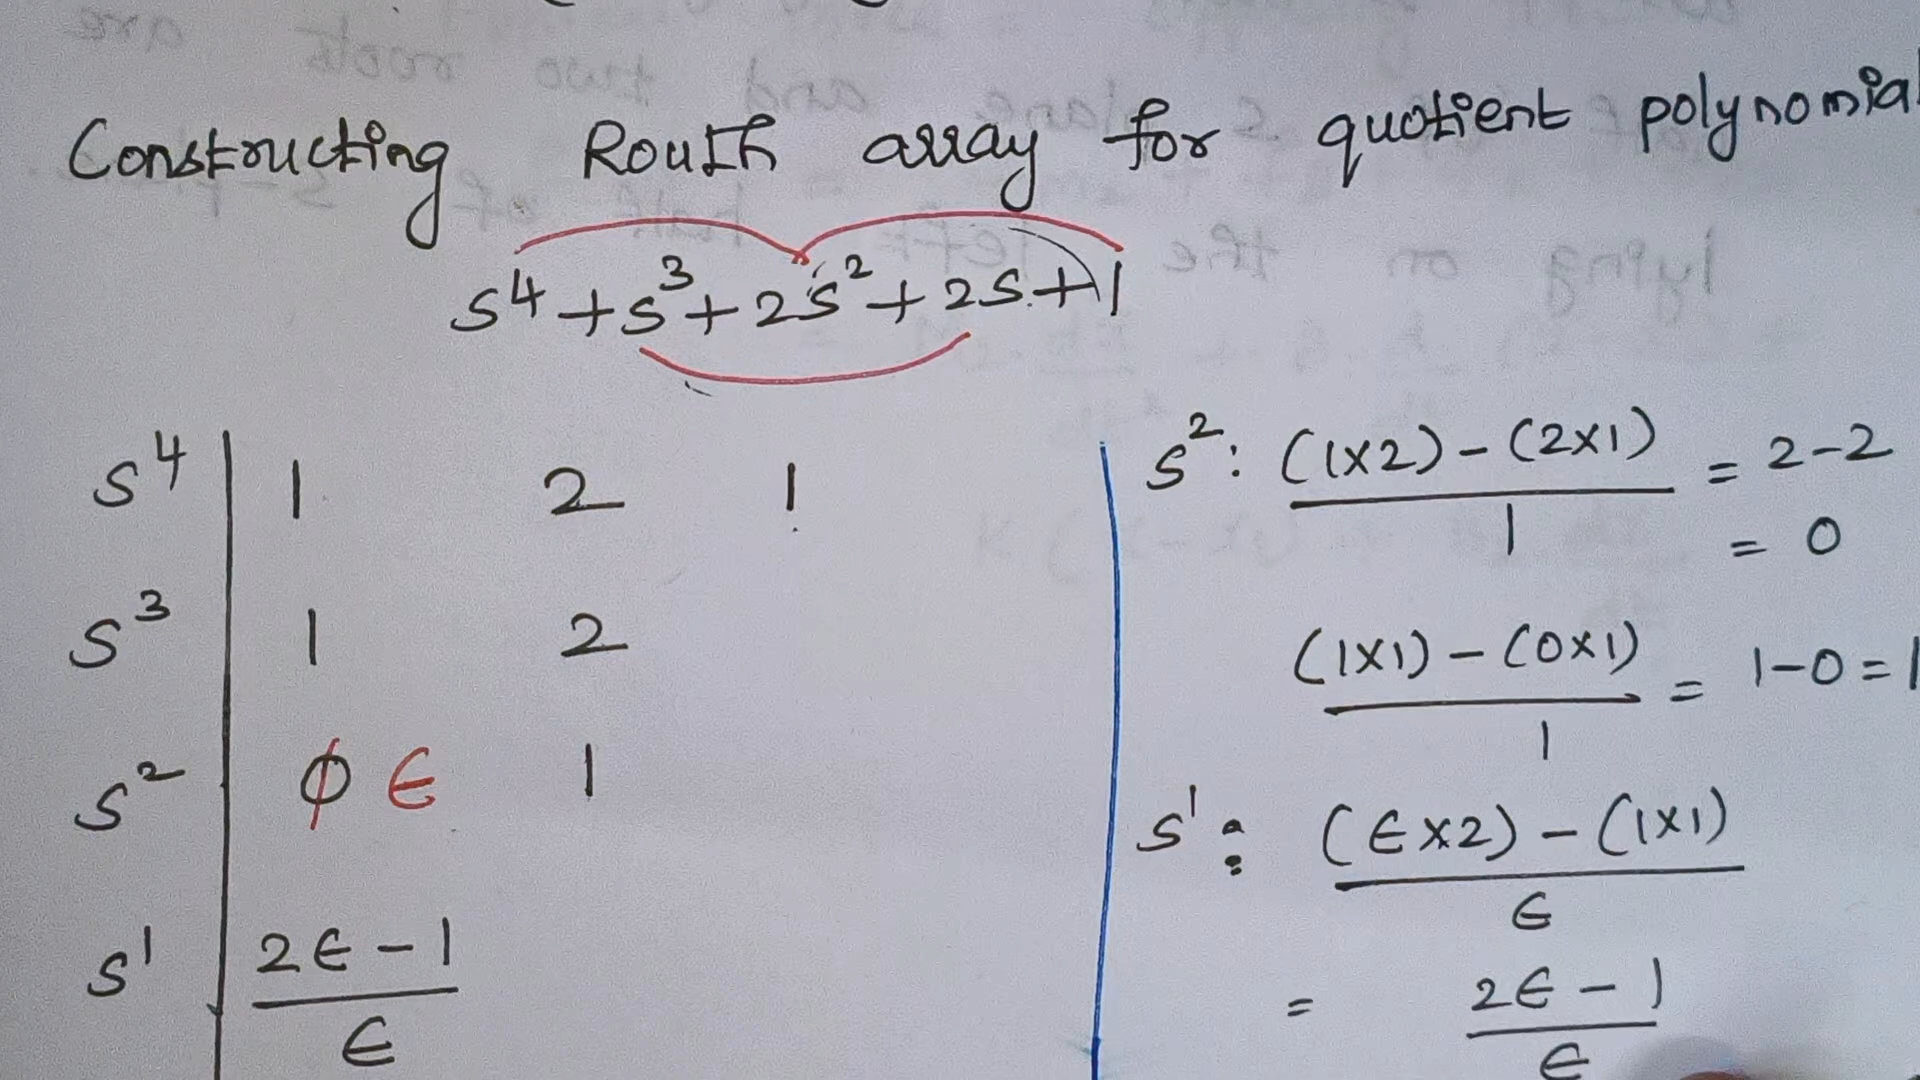 Constructing Routh array for quotient polynomial
s⁴ + s³ + 2s² + 2s + 1
s⁴ | 1 2 1
s³ | 1 2
s² | 0 ϵ 1
s¹ | (2ϵ - 1)/ϵ
s²: ((1×2) - (2×1))/1 = 2 - 2
= 0
((1×1) - (0×1))/1 = 1 - 0 = 1
s¹: ((ϵ×2) - (1×1))/ϵ
= (2ϵ - 1)/ϵ